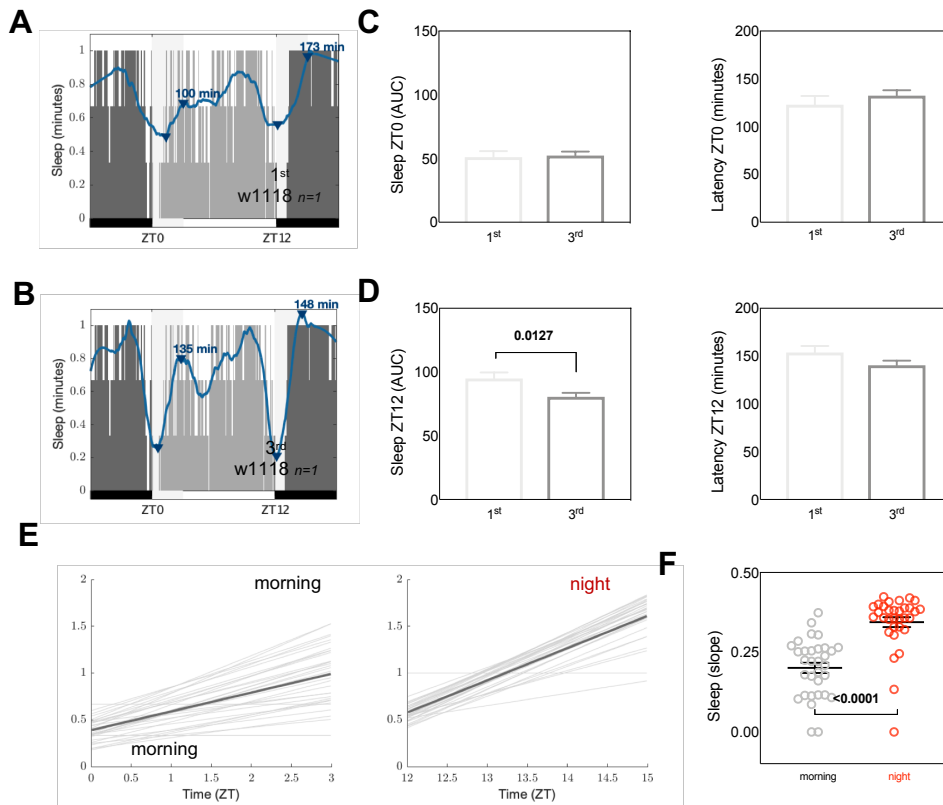 A
Sleep (minutes)
1
0.8
0.6
0.4
0.2
0
173 min
100 min
1st
w1118 n=1
ZT0
ZT12
B
Sleep (minutes)
1
0.8
0.6
0.4
0.2
0
148 min
135 min
3rd
w1118 n=1
ZT0
ZT12
C
Sleep ZT0 (AUC)
150
100
50
0
1st
3rd
Latency ZT0 (minutes)
200
150
100
50
0
1st
3rd
D
Sleep ZT12 (AUC)
150
100
50
0
0.0127
1st
3rd
Latency ZT12 (minutes)
200
150
100
50
0
1st
3rd
E
2
1.5
1
0.5
0
morning
morning
0
0.5
1
1.5
2
2.5
3
Time (ZT)
2
1.5
1
0.5
0
night
12
12.5
13
13.5
14
14.5
15
Time (ZT)
F
Sleep (slope)
0.50
0.25
0.00
<0.0001
morning
night